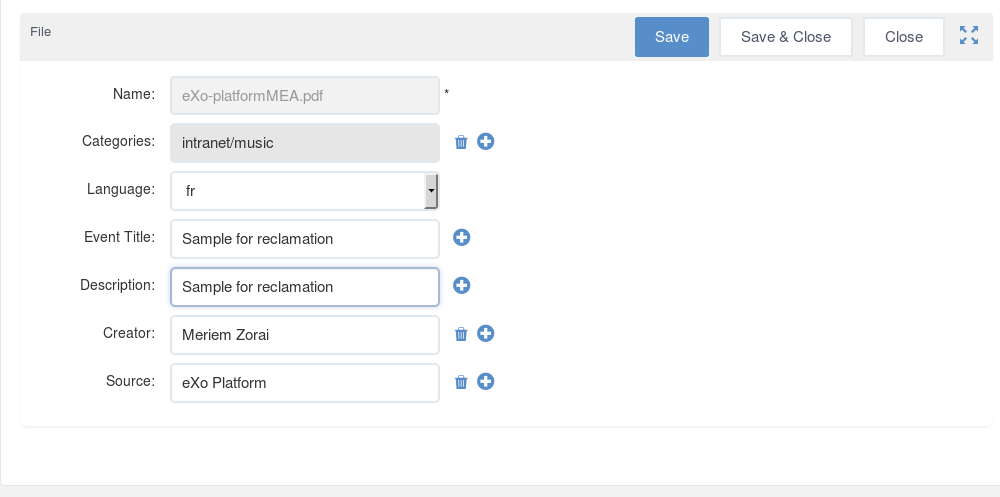 File
Save
Save & Close
Close
Name: eXo-platformMEA.pdf *
Categories: intranet/music
Language: fr
Event Title: Sample for reclamation
Description: Sample for reclamation
Creator: Meriem Zorai
Source: eXo Platform